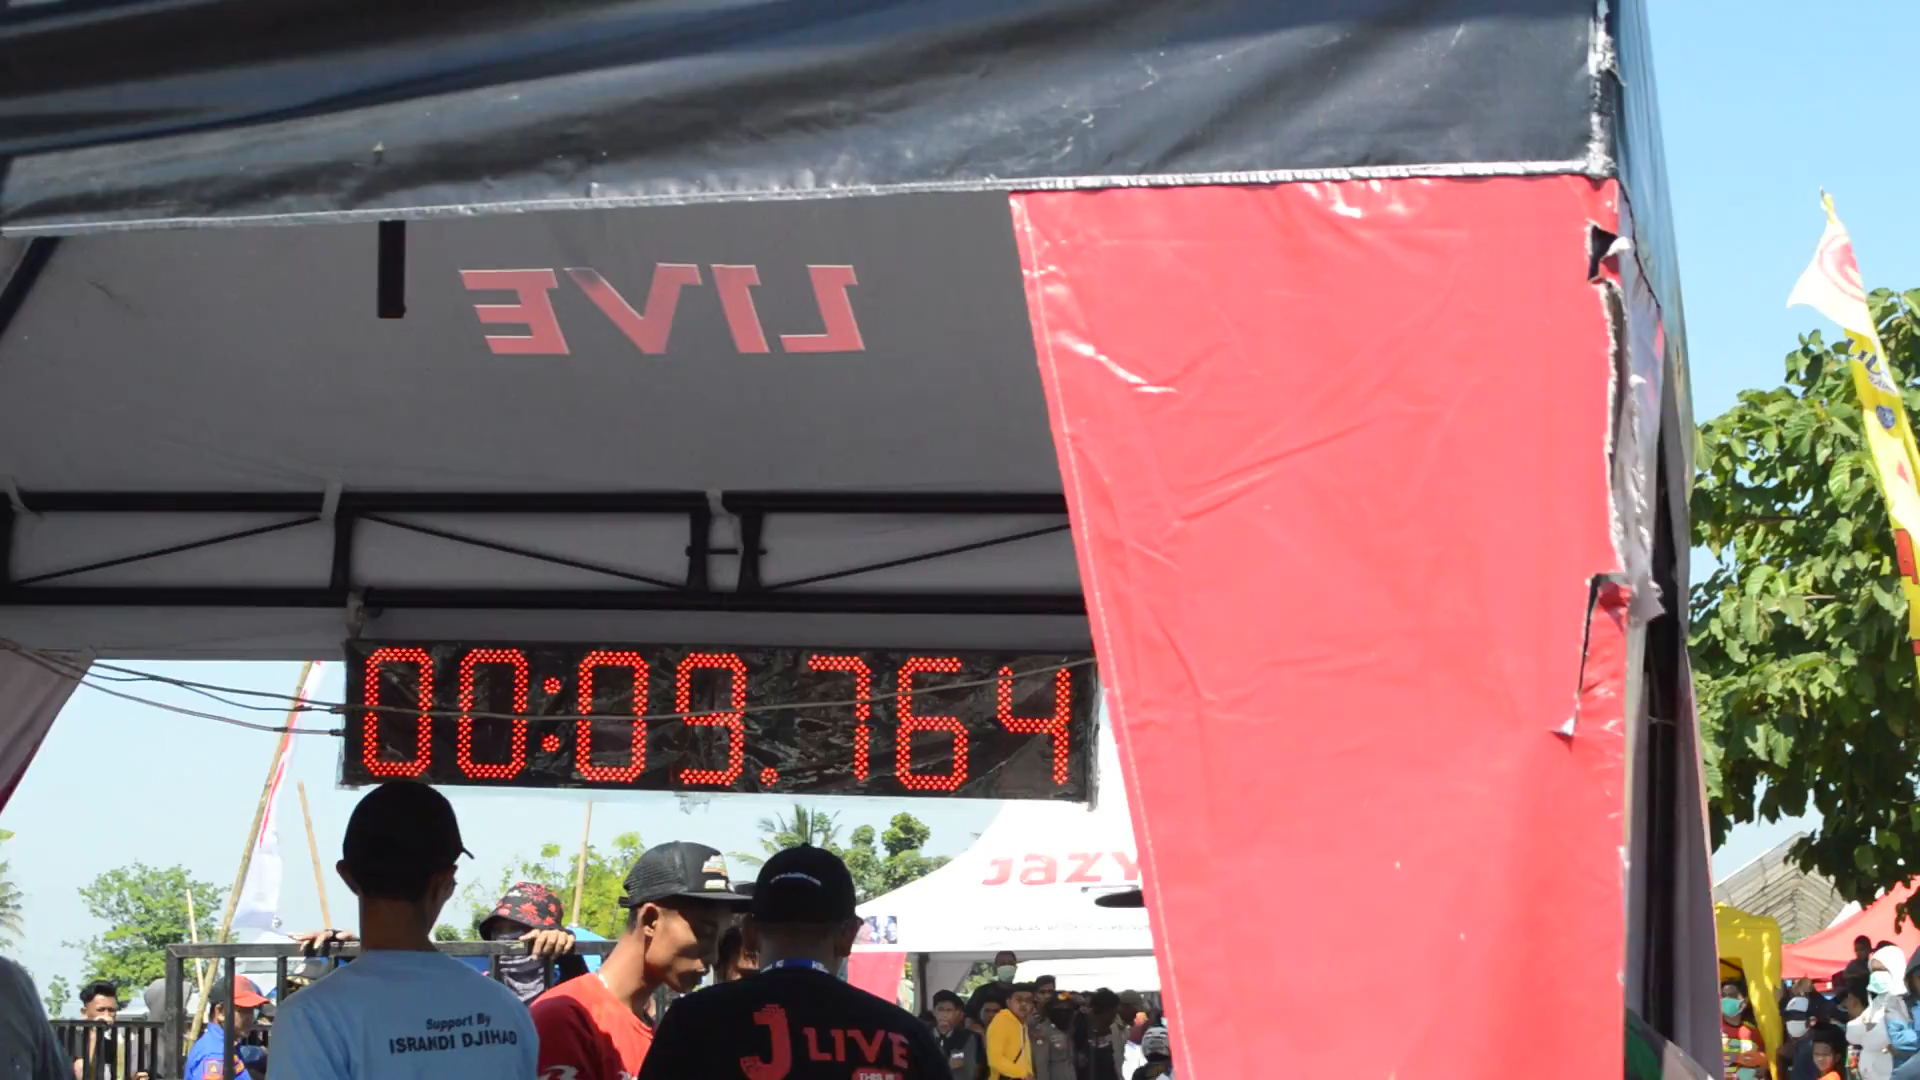 LIVE
00:09.764
JAZY
Support By
ISRANDI DJIHAD
J LIVE